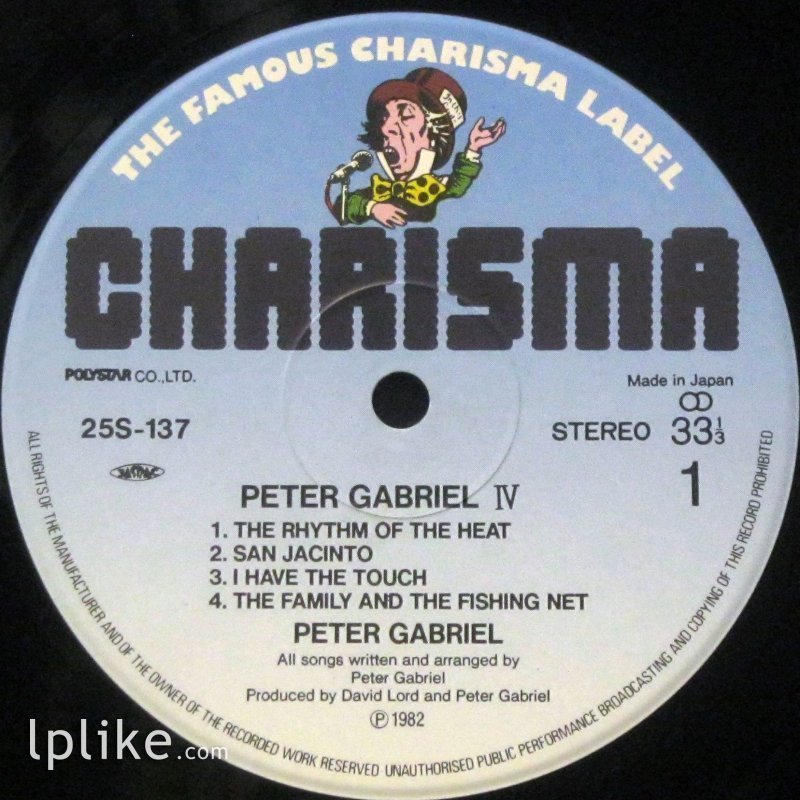 THE FAMOUS CHARISMA LABEL
CHARISMA
POLYSTAR CO.,LTD.
Made in Japan
25S-137
STEREO 33⅓
JASRAC
1
PETER GABRIEL IV
1. THE RHYTHM OF THE HEAT
2. SAN JACINTO
3. I HAVE THE TOUCH
4. THE FAMILY AND THE FISHING NET
PETER GABRIEL
All songs written and arranged by
Peter Gabriel
Produced by David Lord and Peter Gabriel
Ⓟ 1982
ALL RIGHTS OF THE MANUFACTURER AND OF THE OWNER OF THE RECORDED WORK RESERVED UNAUTHORISED PUBLIC PERFORMANCE BROADCASTING AND COPYING OF THIS RECORD PROHIBITED
lplike.com